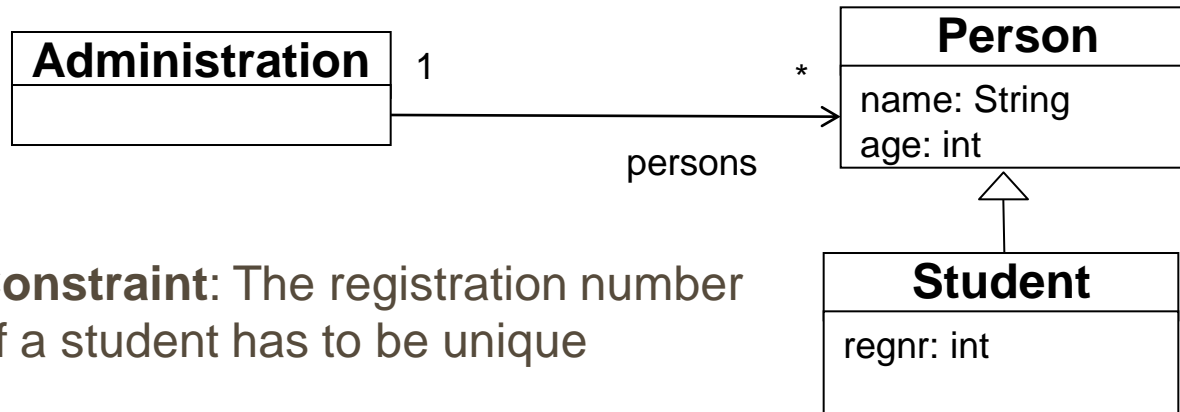 Administration
1
*
persons
Person
name: String
age: int
Student
regnr: int
onstraint: The registration number
f a student has to be unique